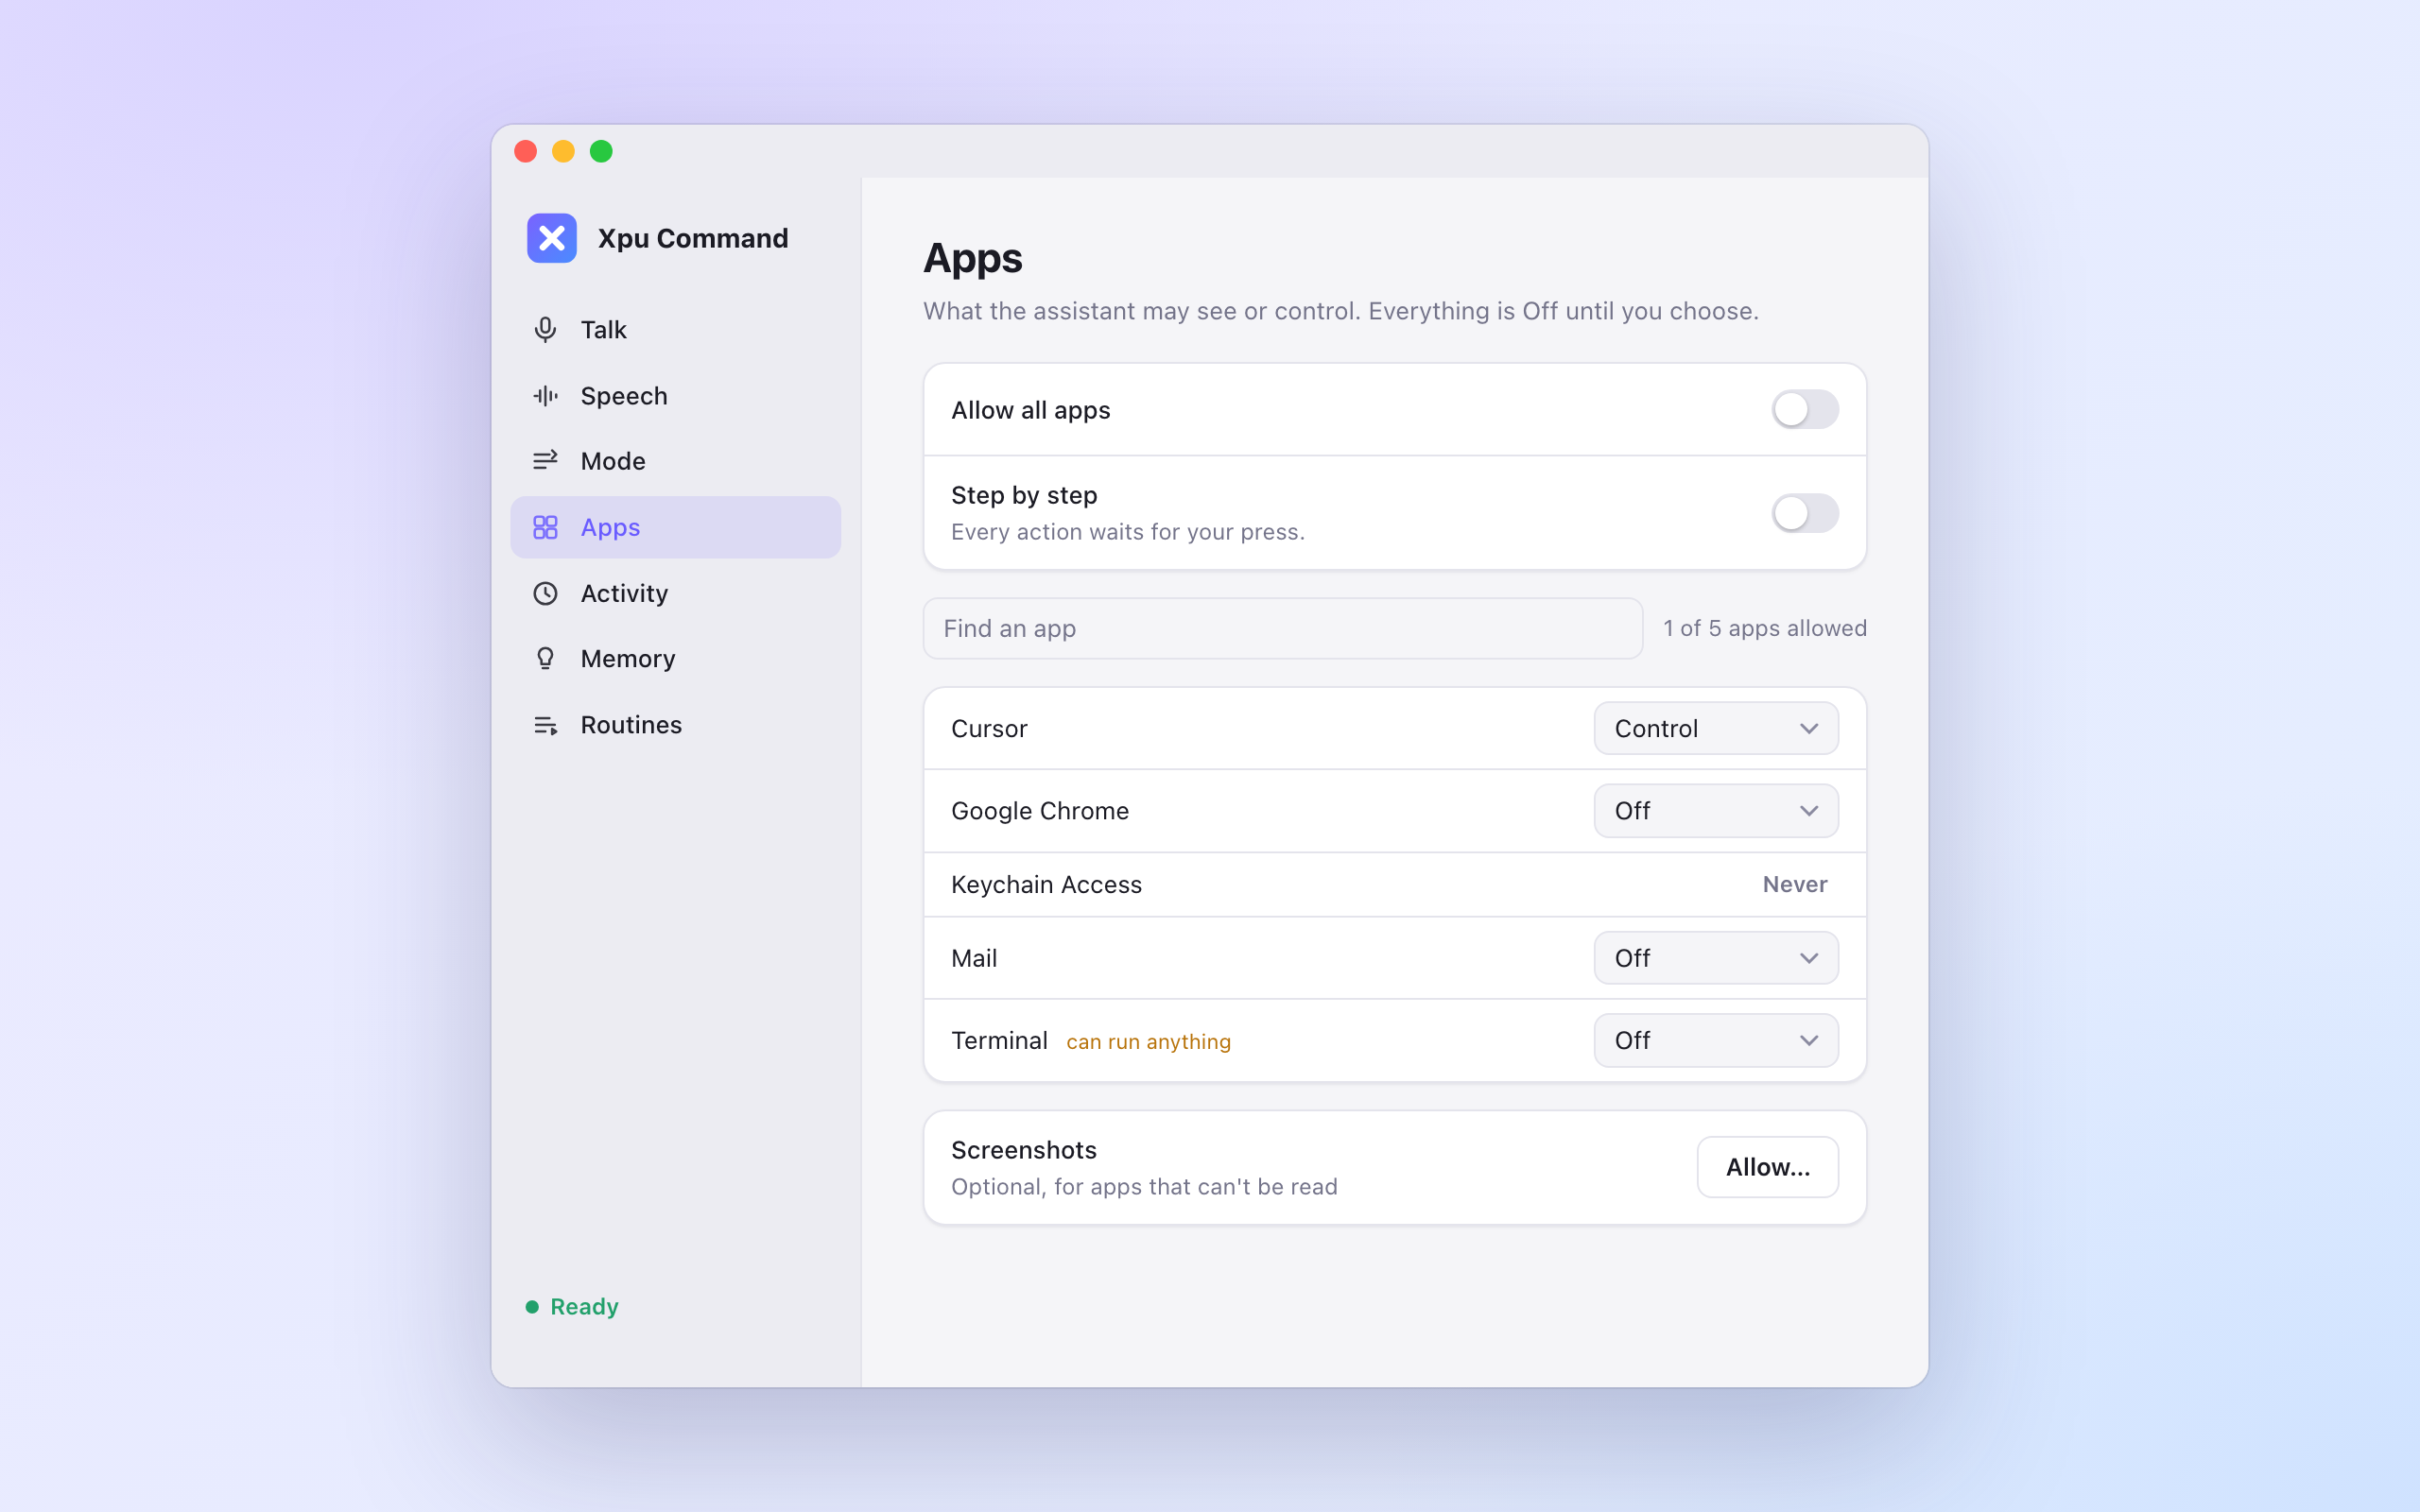 Xpu Command
Talk
Speech
Mode
Apps
Activity
Memory
Routines
Ready
Apps
What the assistant may see or control. Everything is Off until you choose.
Allow all apps
Step by step
Every action waits for your press.
Find an app
1 of 5 apps allowed
Cursor
Control
Google Chrome
Off
Keychain Access
Never
Mail
Off
Terminal can run anything
Off
Screenshots
Optional, for apps that can't be read
Allow...